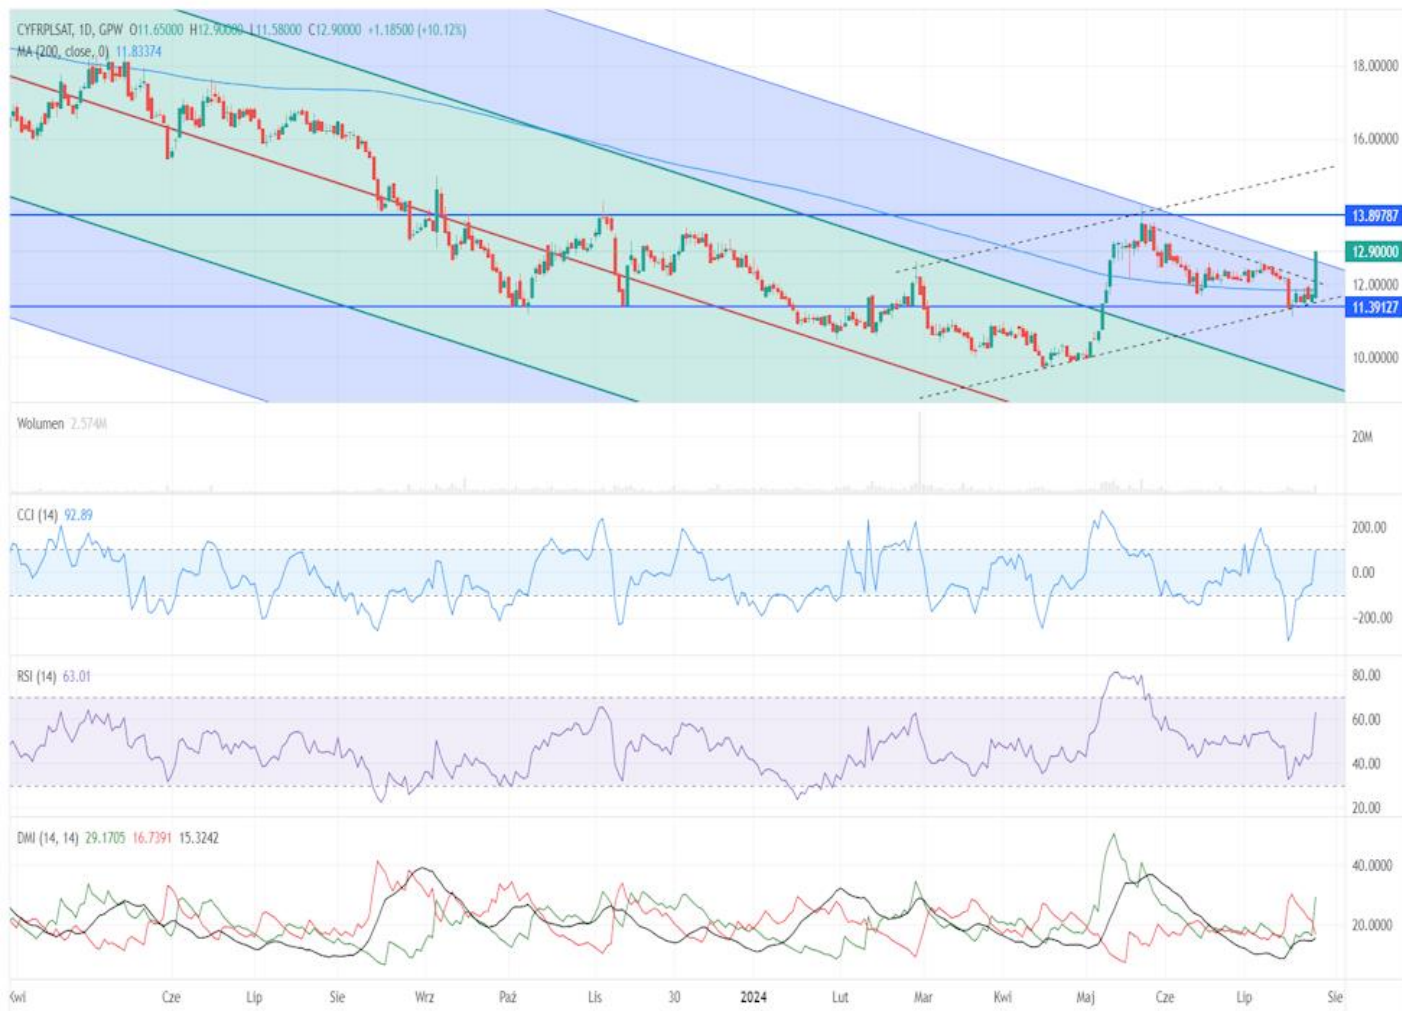 CYFRPLSAT, 1D, GPW O11.65000 H12.90000 L11.58000 C12.90000 +1.18500 (+10.12%)
MA (200, close, 0) 11.83374
18.00000
16.00000
13.89787
12.90000
12.00000
11.39127
10.00000
Wolumen 2.574M
20M
CCI (14) 92.89
200.00
0.00
-200.00
RSI (14) 63.01
80.00
60.00
40.00
20.00
DMI (14, 14) 29.1705 16.7391 15.3242
40.0000
20.0000
Kwi Cze Lip Sie Wrz Paź Lis 30 2024 Lut Mar Kwi Maj Cze Lip Sie